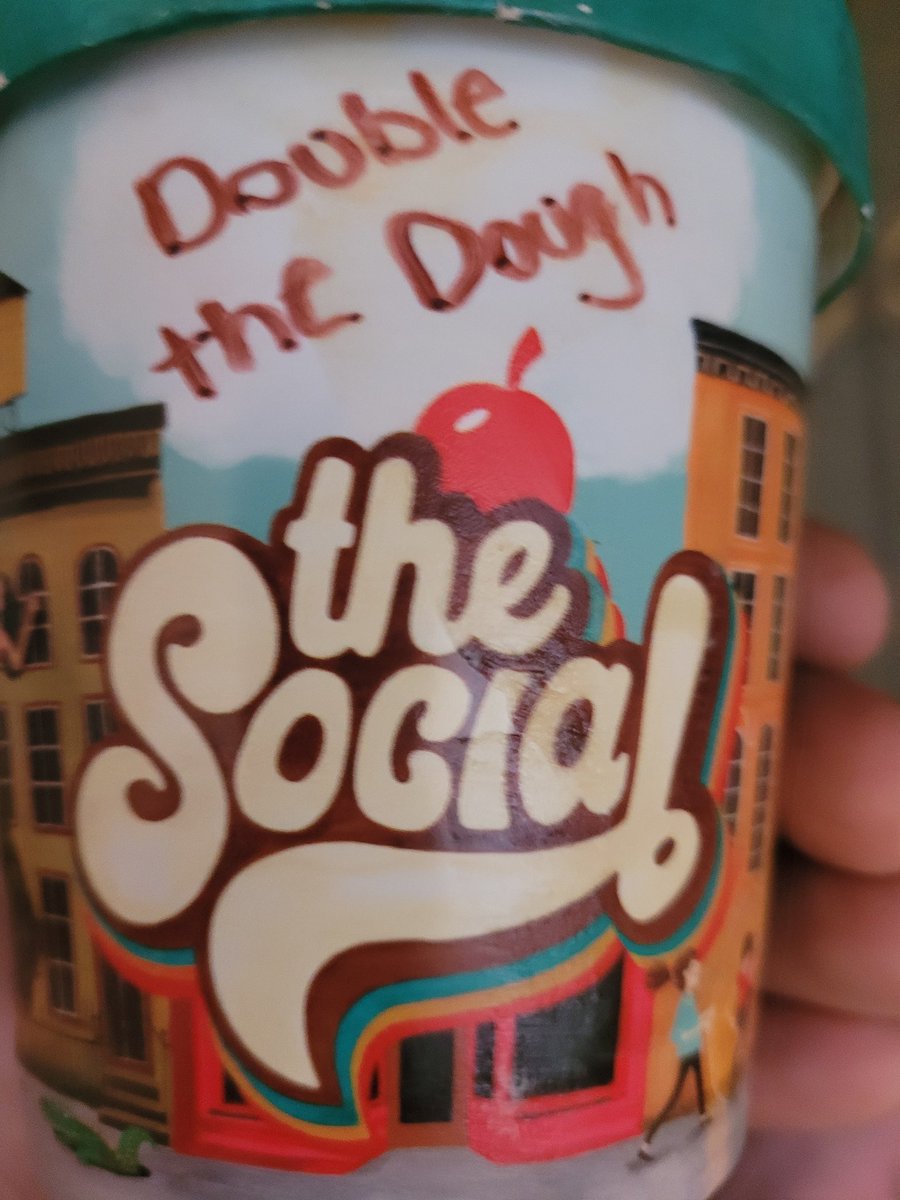 Double
the Dough
the
Social